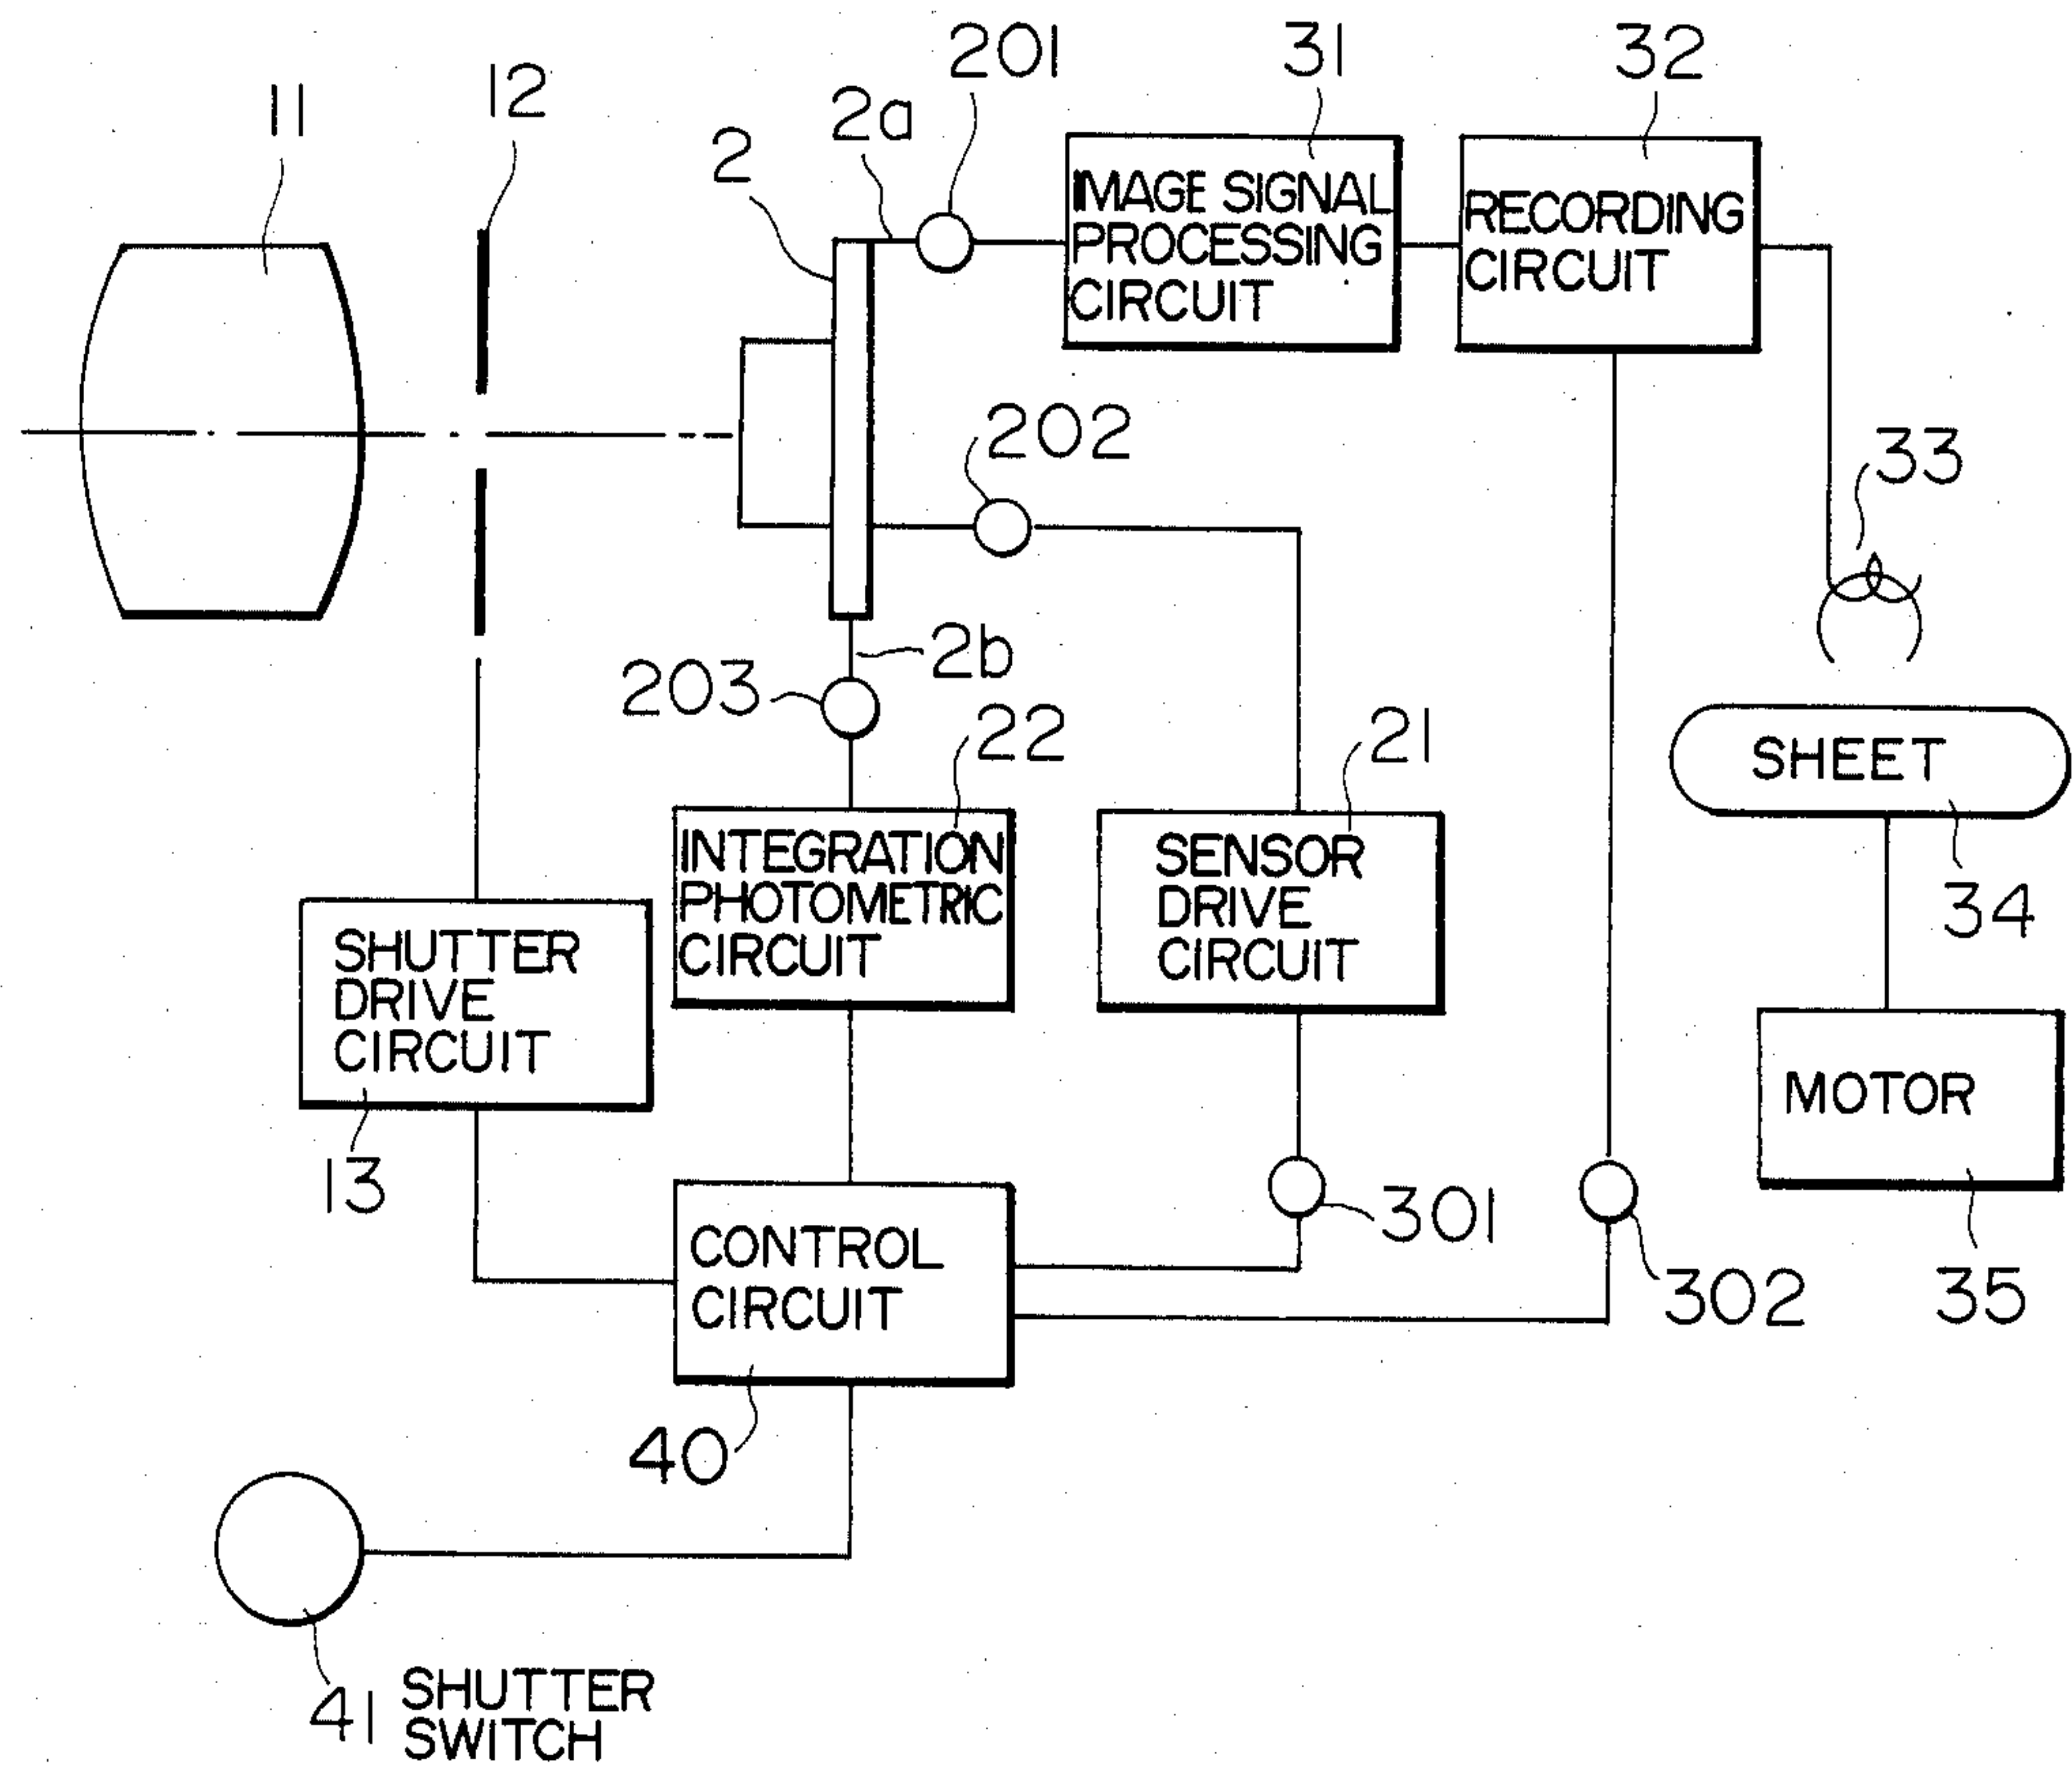 201
31
32
11
12
2a
2
IMAGE SIGNAL
PROCESSING
CIRCUIT
RECORDING
CIRCUIT
202
33
2b
203
22
21
SHEET
34
INTEGRATION
PHOTOMETRIC
CIRCUIT
SENSOR
DRIVE
CIRCUIT
SHUTTER
DRIVE
CIRCUIT
13
MOTOR
35
301
302
CONTROL
CIRCUIT
40
41
SHUTTER
SWITCH